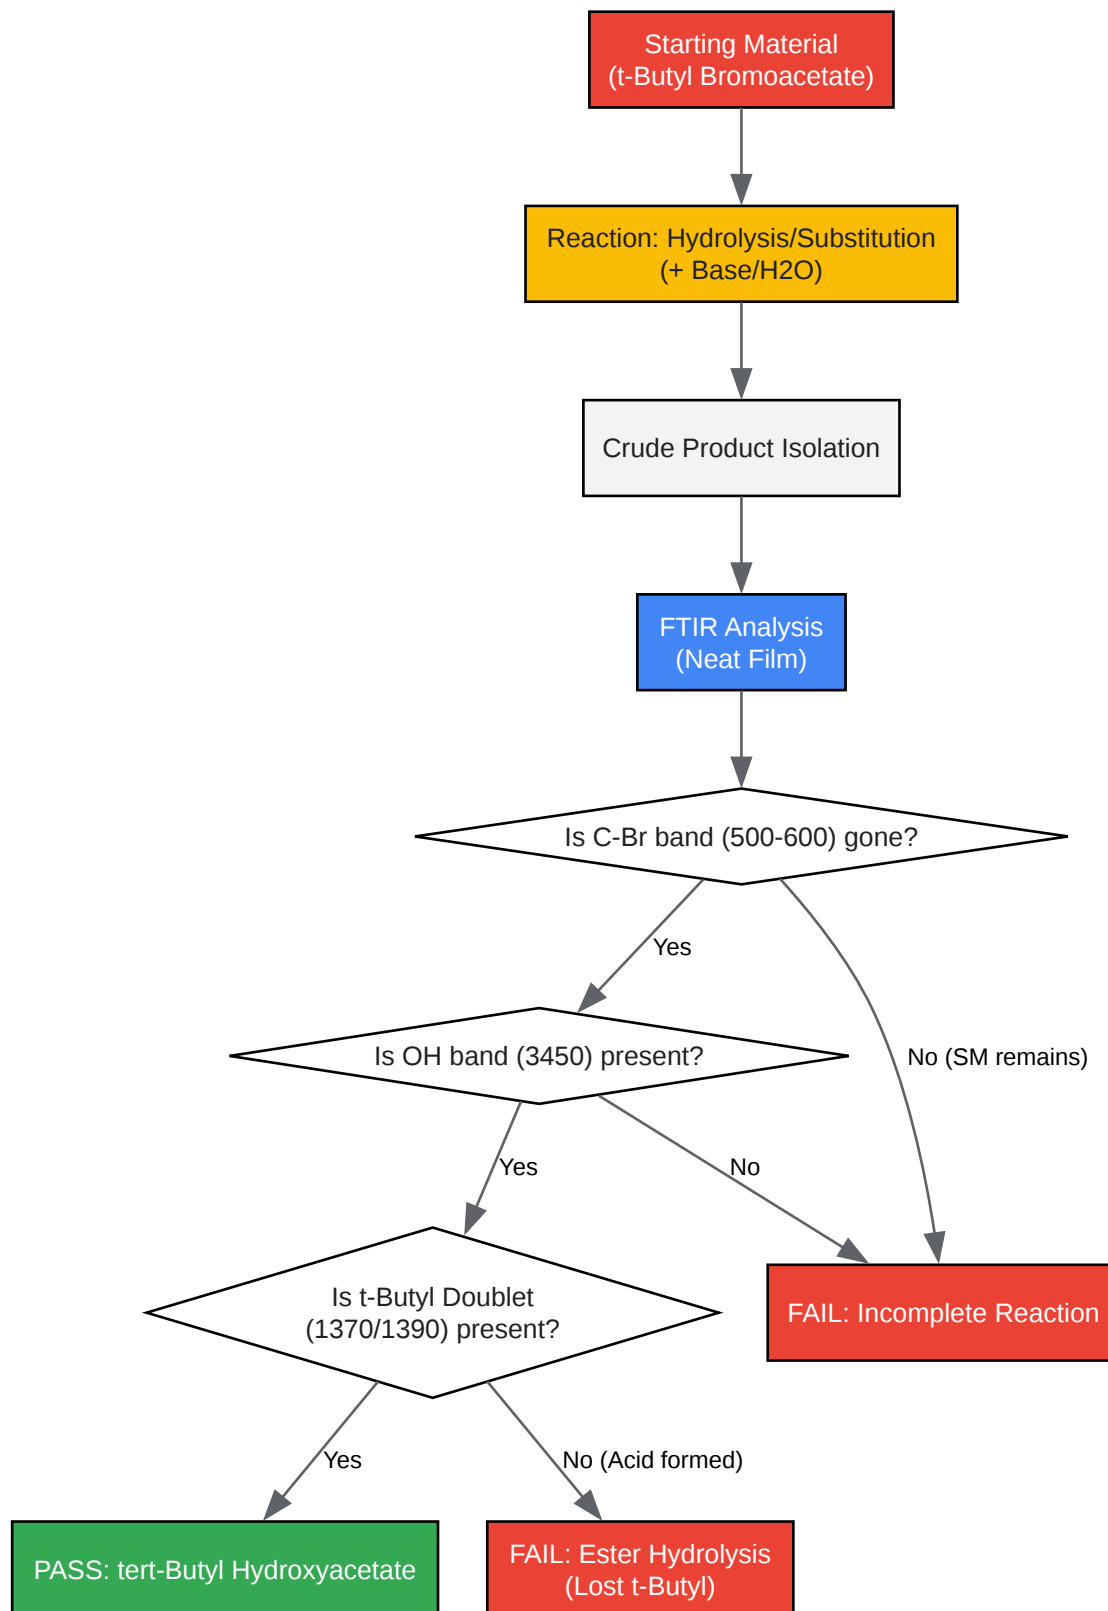 Starting Material
(t-Butyl Bromoacetate)
Reaction: Hydrolysis/Substitution
(+ Base/H2O)
Crude Product Isolation
FTIR Analysis
(Neat Film)
Is C-Br band (500-600) gone?
Yes
Is OH band (3450) present?
No (SM remains)
Yes
No
Is t-Butyl Doublet
(1370/1390) present?
FAIL: Incomplete Reaction
Yes
No (Acid formed)
PASS: tert-Butyl Hydroxyacetate
FAIL: Ester Hydrolysis
(Lost t-Butyl)